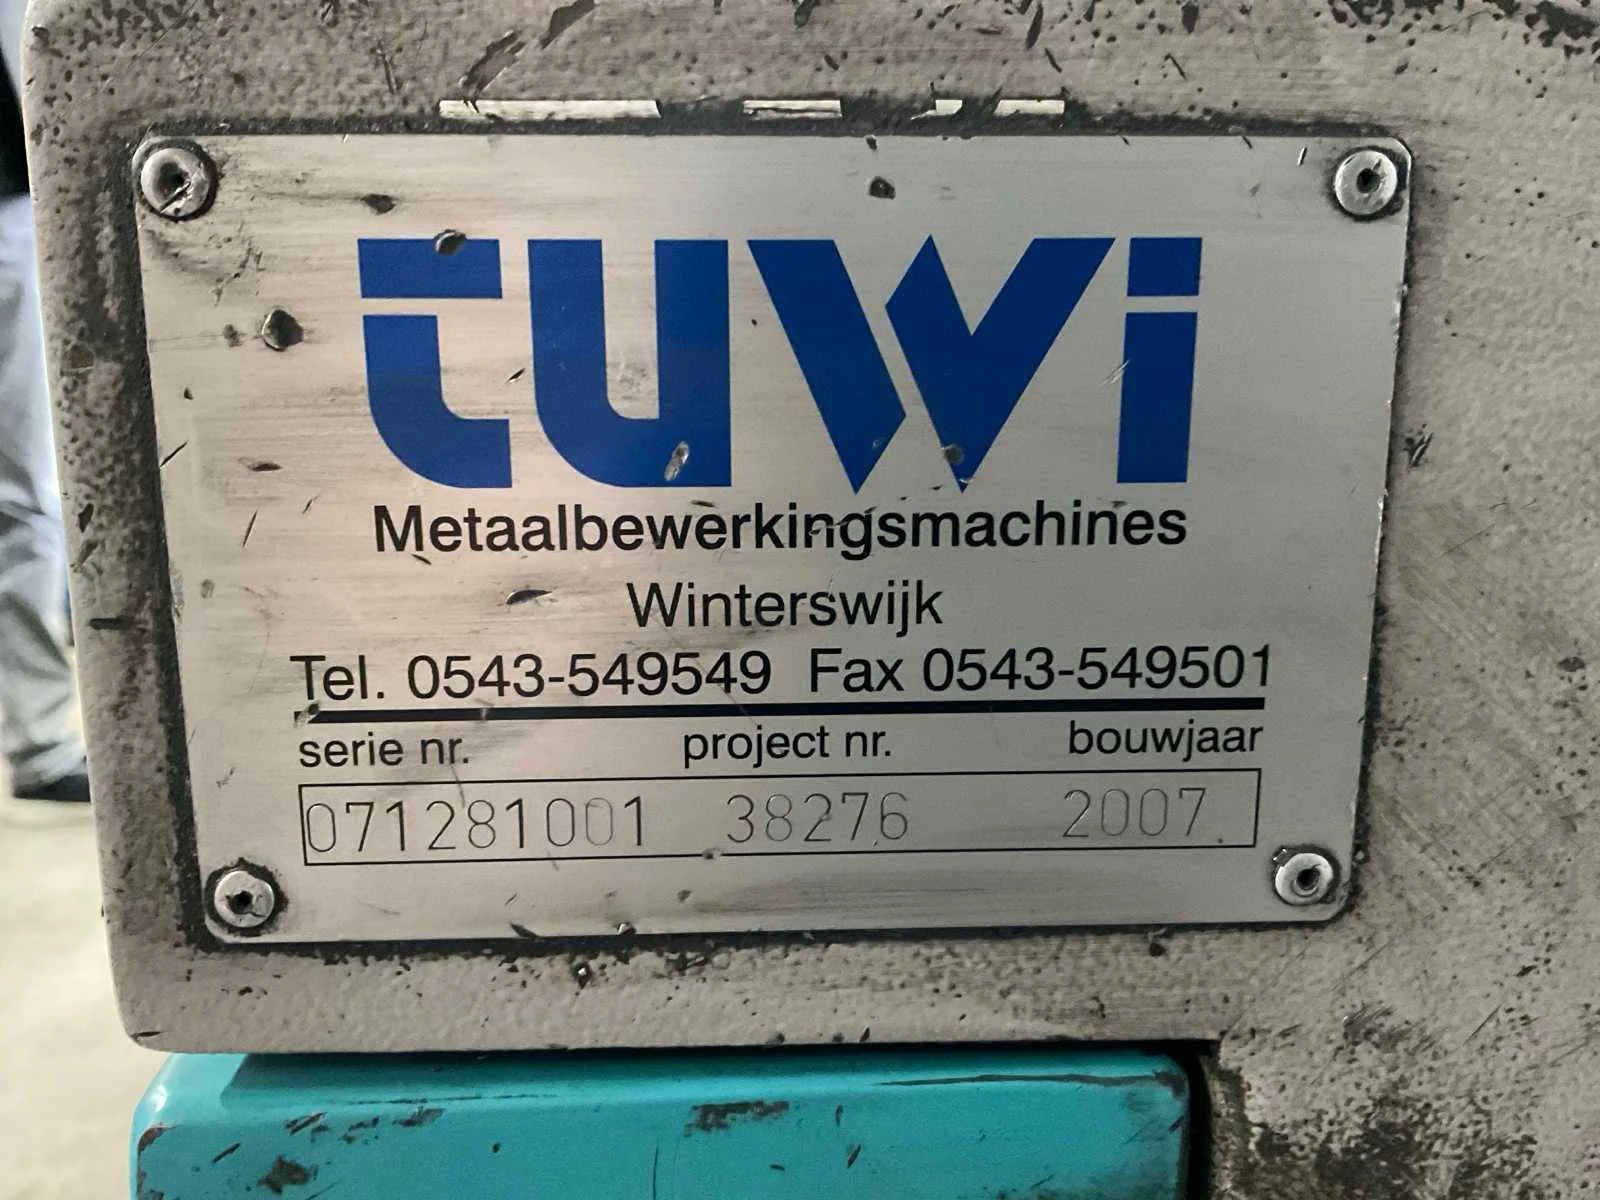 tuwi
Metaalbewerkingsmachines
Winterswijk
Tel. 0543-549549 Fax 0543-549501
serie nr. project nr. bouwjaar
071281001 38276 2007